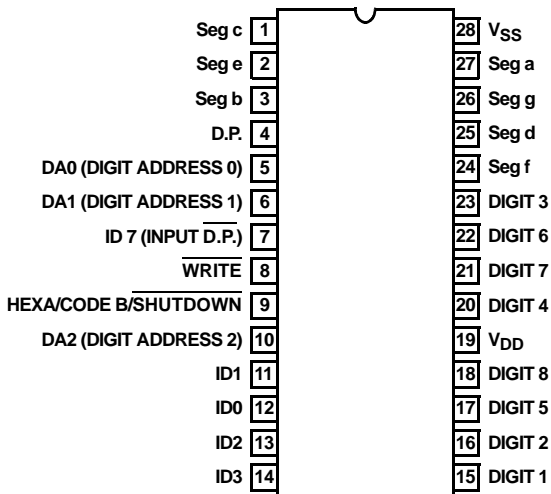 Seg c 1 28 VSS
Seg e 2 27 Seg a
Seg b 3 26 Seg g
D.P. 4 25 Seg d
DA0 (DIGIT ADDRESS 0) 5 24 Seg f
DA1 (DIGIT ADDRESS 1) 6 23 DIGIT 3
ID 7 (INPUT D.P.) 7 22 DIGIT 6
WRITE 8 21 DIGIT 7
HEXA/CODE B/SHUTDOWN 9 20 DIGIT 4
DA2 (DIGIT ADDRESS 2) 10 19 VDD
ID1 11 18 DIGIT 8
ID0 12 17 DIGIT 5
ID2 13 16 DIGIT 2
ID3 14 15 DIGIT 1